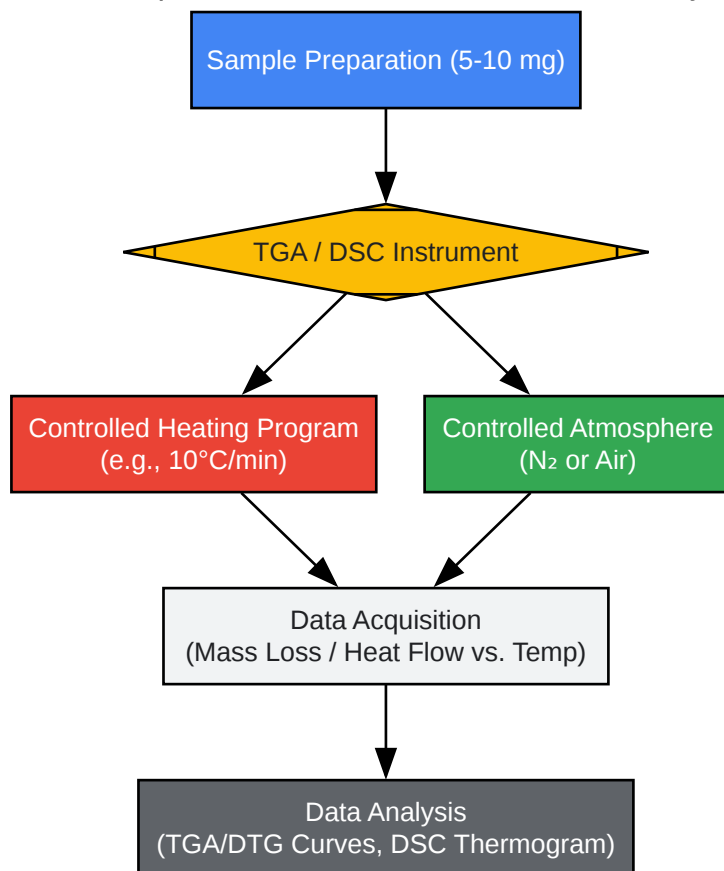 Sample Preparation (5-10 mg)
TGA / DSC Instrument
Controlled Heating Program
(e.g., 10°C/min)
Controlled Atmosphere
(N₂ or Air)
Data Acquisition
(Mass Loss / Heat Flow vs. Temp)
Data Analysis
(TGA/DTG Curves, DSC Thermogram)